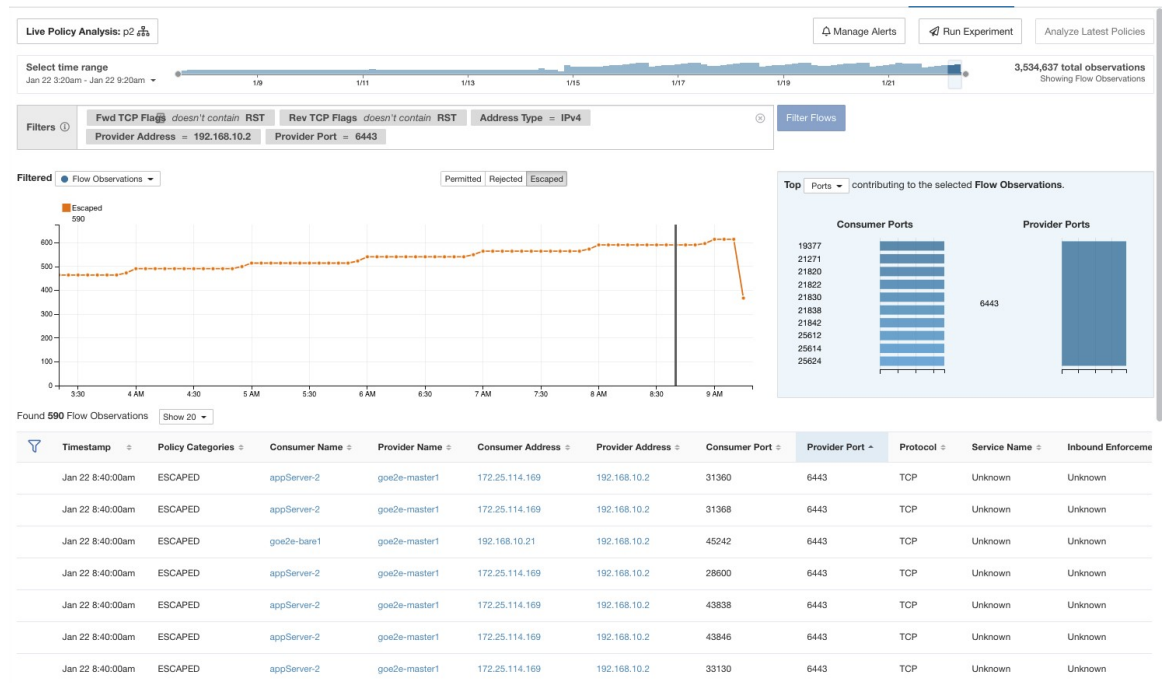 Live Policy Analysis: p2
Manage Alerts
Run Experiment
Analyze Latest Policies
Select time range
Jan 22 3:20am - Jan 22 9:20am
1/9 1/11 1/13 1/15 1/17 1/19 1/21
3,534,637 total observations
Showing Flow Observations
Filters
Fwd TCP Flags doesn't contain RST Rev TCP Flags doesn't contain RST Address Type = IPv4
Provider Address = 192.168.10.2 Provider Port = 6443
Filter Flows
Filtered Flow Observations
Permitted Rejected Escaped
Escaped
590
600
500
400
300
200
100
0
3:30 4 AM 4:30 5 AM 5:30 6 AM 6:30 7 AM 7:30 8 AM 8:30 9 AM
Top Ports contributing to the selected Flow Observations.
Consumer Ports Provider Ports
19377
21271
21820
21822
21830
21838
21842
25612
25614
25624
6443
Found 590 Flow Observations Show 20
Timestamp Policy Categories Consumer Name Provider Name Consumer Address Provider Address Consumer Port Provider Port Protocol Service Name Inbound Enforceme
Jan 22 8:40:00am ESCAPED appServer-2 goe2e-master1 172.25.114.169 192.168.10.2 31360 6443 TCP Unknown Unknown
Jan 22 8:40:00am ESCAPED appServer-2 goe2e-master1 172.25.114.169 192.168.10.2 31368 6443 TCP Unknown Unknown
Jan 22 8:40:00am ESCAPED goe2e-bare1 goe2e-master1 192.168.10.21 192.168.10.2 45242 6443 TCP Unknown Unknown
Jan 22 8:40:00am ESCAPED appServer-2 goe2e-master1 172.25.114.169 192.168.10.2 28600 6443 TCP Unknown Unknown
Jan 22 8:40:00am ESCAPED appServer-2 goe2e-master1 172.25.114.169 192.168.10.2 43838 6443 TCP Unknown Unknown
Jan 22 8:40:00am ESCAPED appServer-2 goe2e-master1 172.25.114.169 192.168.10.2 43846 6443 TCP Unknown Unknown
Jan 22 8:40:00am ESCAPED appServer-2 goe2e-master1 172.25.114.169 192.168.10.2 33130 6443 TCP Unknown Unknown